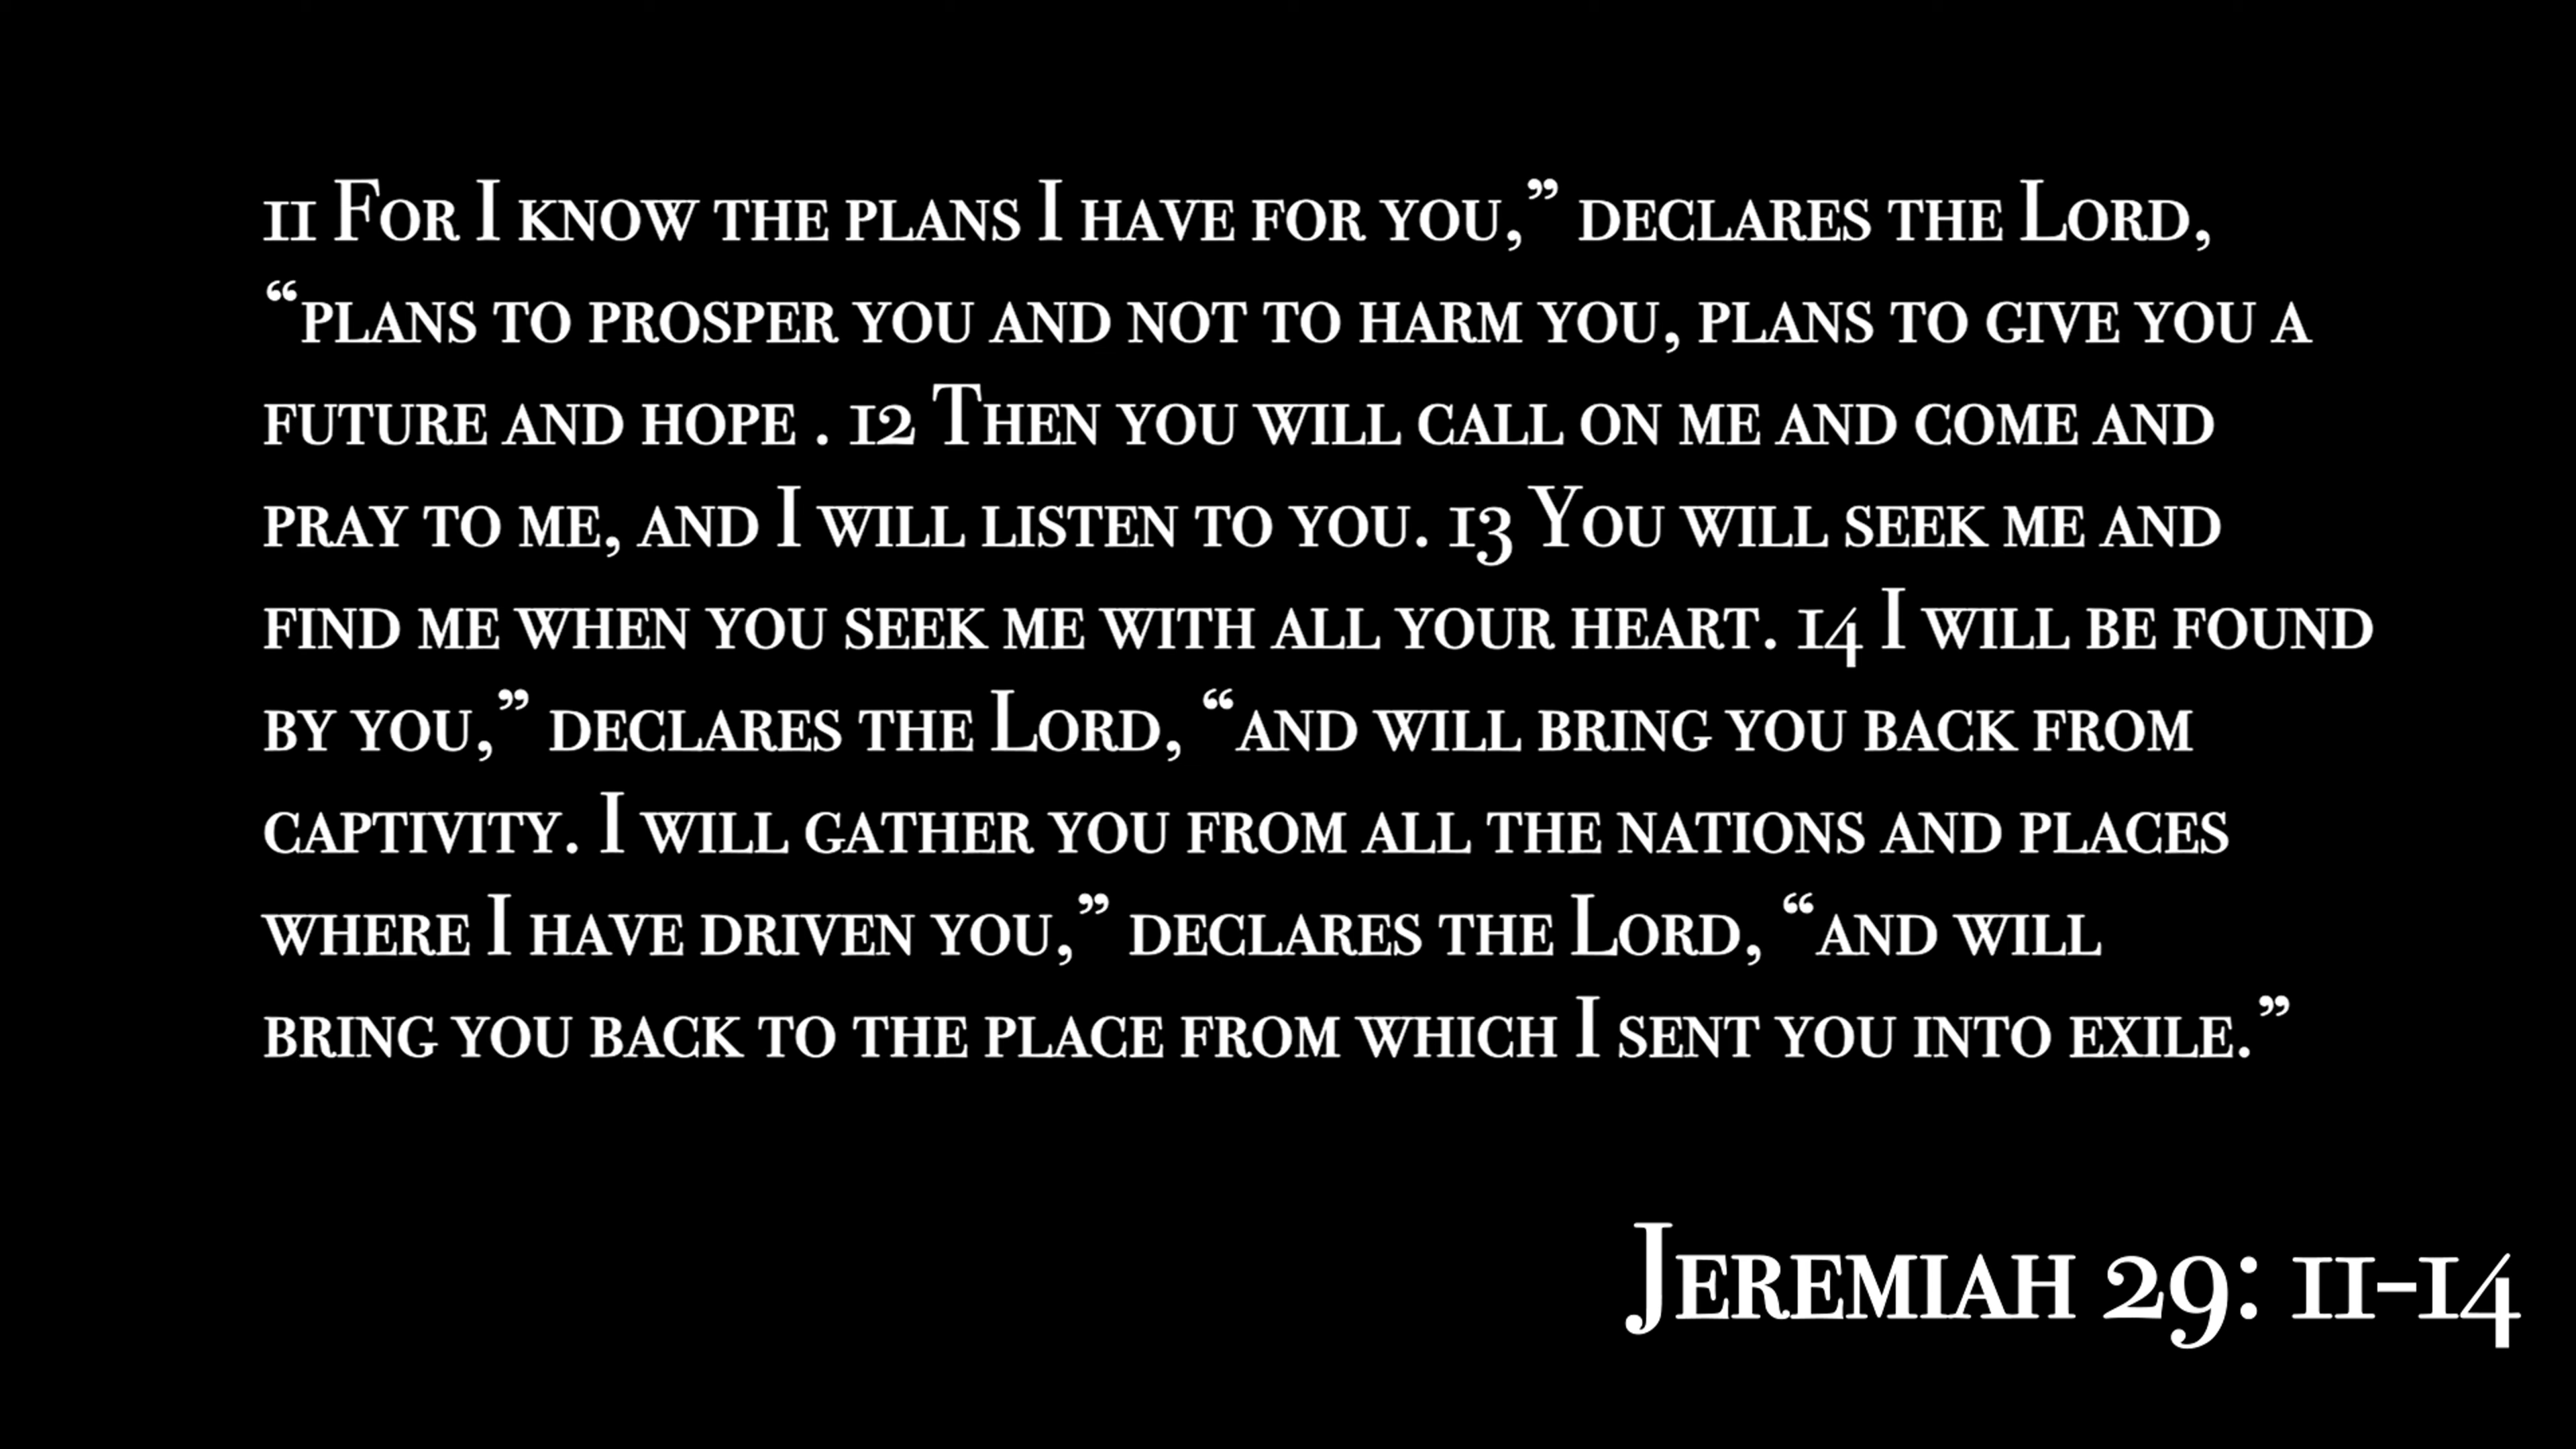 11 For I know the plans I have for you,” declares the Lord,
“plans to prosper you and not to harm you, plans to give you a
future and hope . 12 Then you will call on me and come and
pray to me, and I will listen to you. 13 You will seek me and
find me when you seek me with all your heart. 14 I will be found
by you,” declares the Lord, “and will bring you back from
captivity. I will gather you from all the nations and places
where I have driven you,” declares the Lord, “and will
bring you back to the place from which I sent you into exile.”
Jeremiah 29: 11-14